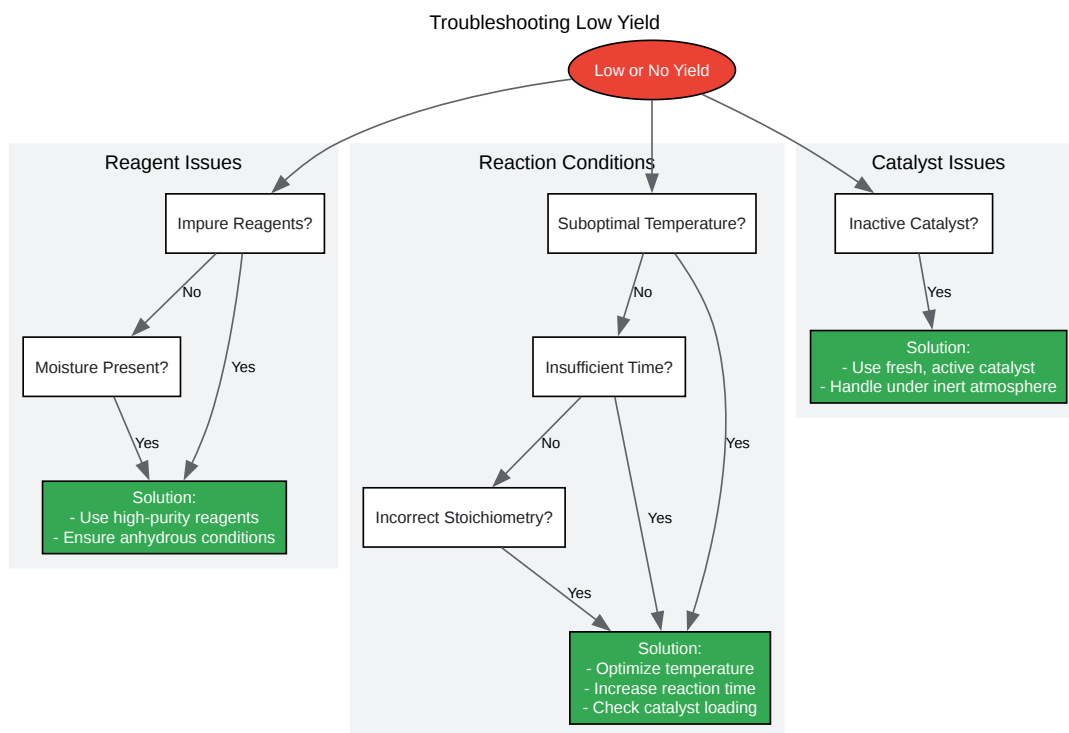 Troubleshooting Low Yield
Low or No Yield
Reagent Issues
Impure Reagents?
No
Yes
Moisture Present?
Yes
Solution:
- Use high-purity reagents
- Ensure anhydrous conditions
Reaction Conditions
Suboptimal Temperature?
No
Yes
Insufficient Time?
No
Yes
Incorrect Stoichiometry?
Yes
Solution:
- Optimize temperature
- Increase reaction time
- Check catalyst loading
Catalyst Issues
Inactive Catalyst?
Yes
Solution:
- Use fresh, active catalyst
- Handle under inert atmosphere